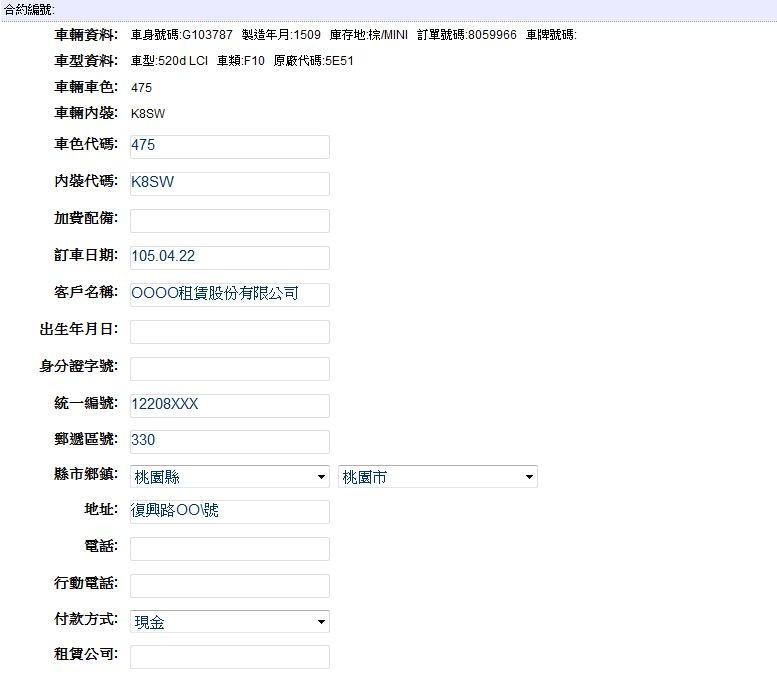 合約編號:
車輛資料: 車身號碼:G103787 製造年月:1509 庫存地:棕/MINI 訂單號碼:8059966 車牌號碼:
車型資料: 車型:520d LCI 車類:F10 原廠代碼:5E51
車輛車色: 475
車輛內裝: K8SW
車色代碼: 475
內裝代碼: K8SW
加費配備:
訂車日期: 105.04.22
客戶名稱: OOOO租賃股份有限公司
出生年月日:
身分證字號:
統一編號: 12208XXX
郵遞區號: 330
縣市鄉鎮: 桃園縣 桃園市
地址: 復興路OO\號
電話:
行動電話:
付款方式: 現金
租賃公司: